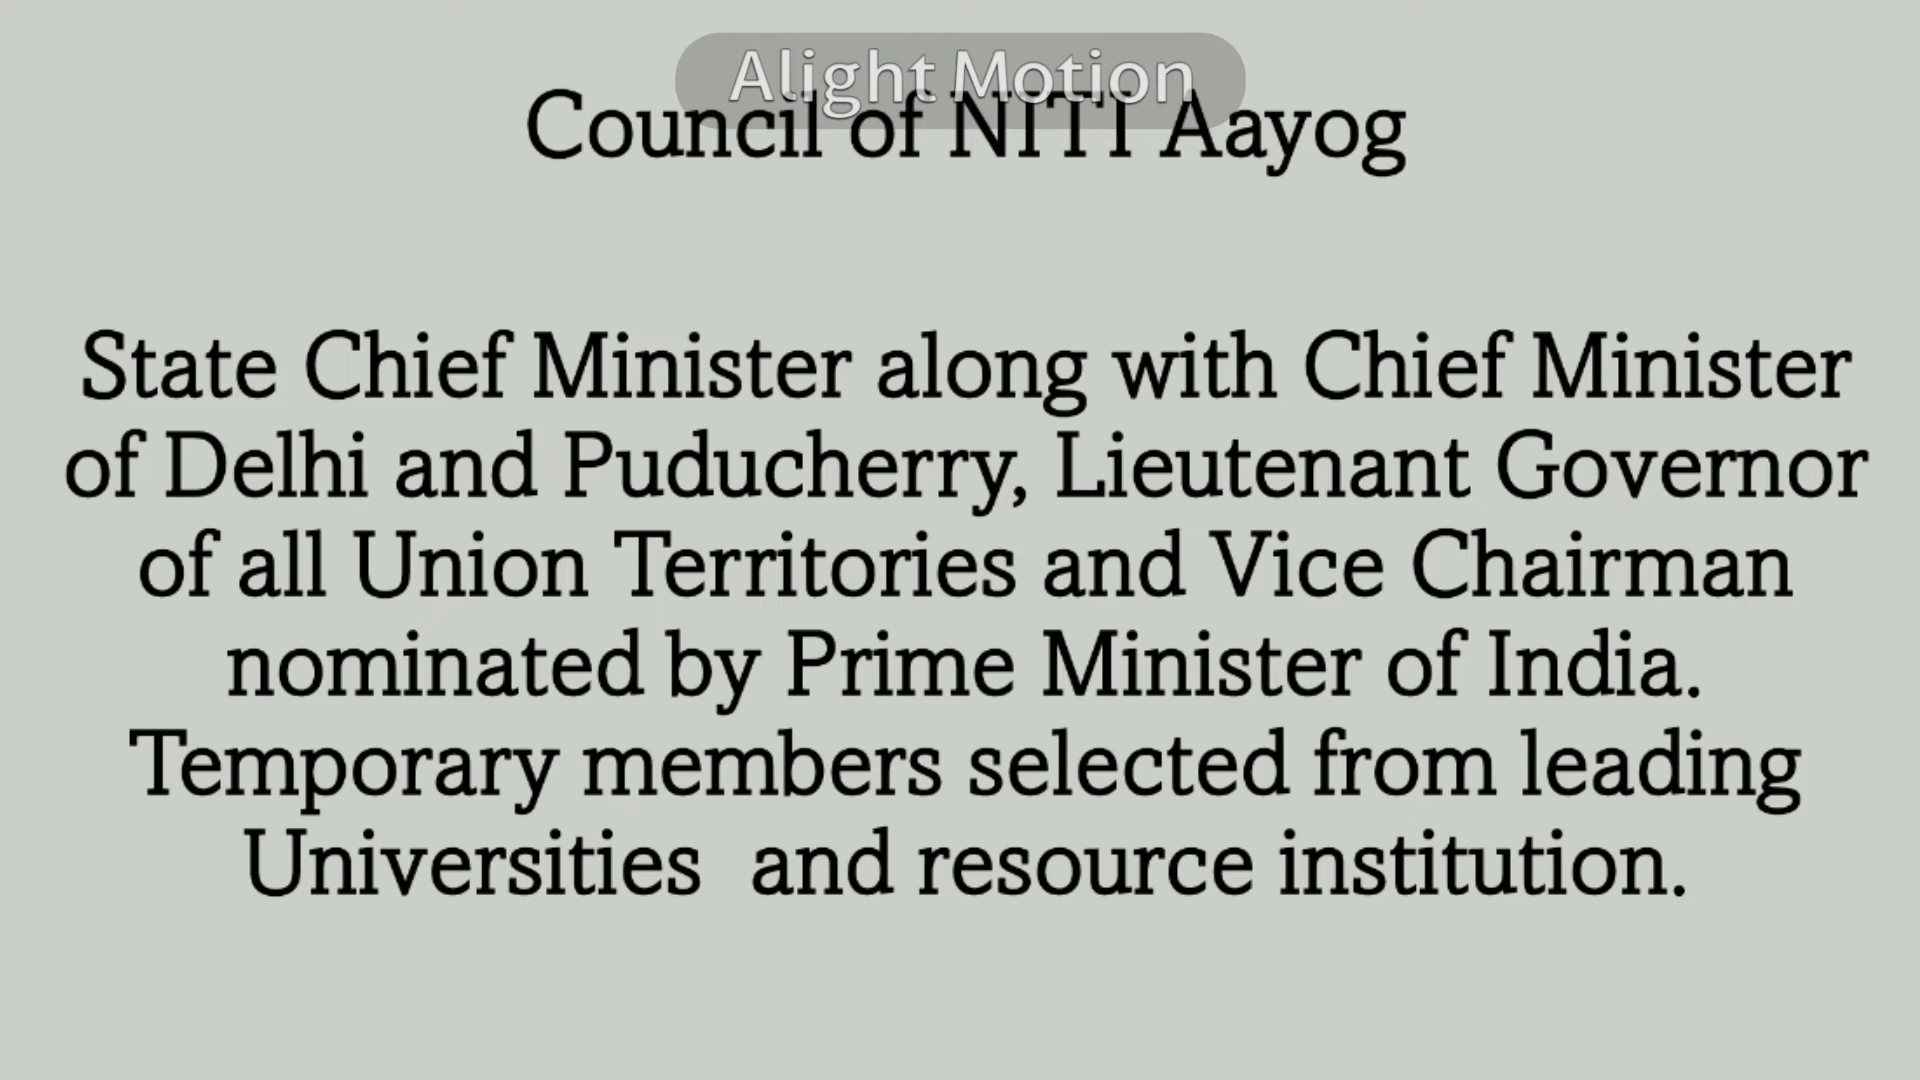 Alight Motion
Council of NITI Aayog
State Chief Minister along with Chief Minister
of Delhi and Puducherry, Lieutenant Governor
of all Union Territories and Vice Chairman
nominated by Prime Minister of India.
Temporary members selected from leading
Universities  and resource institution.